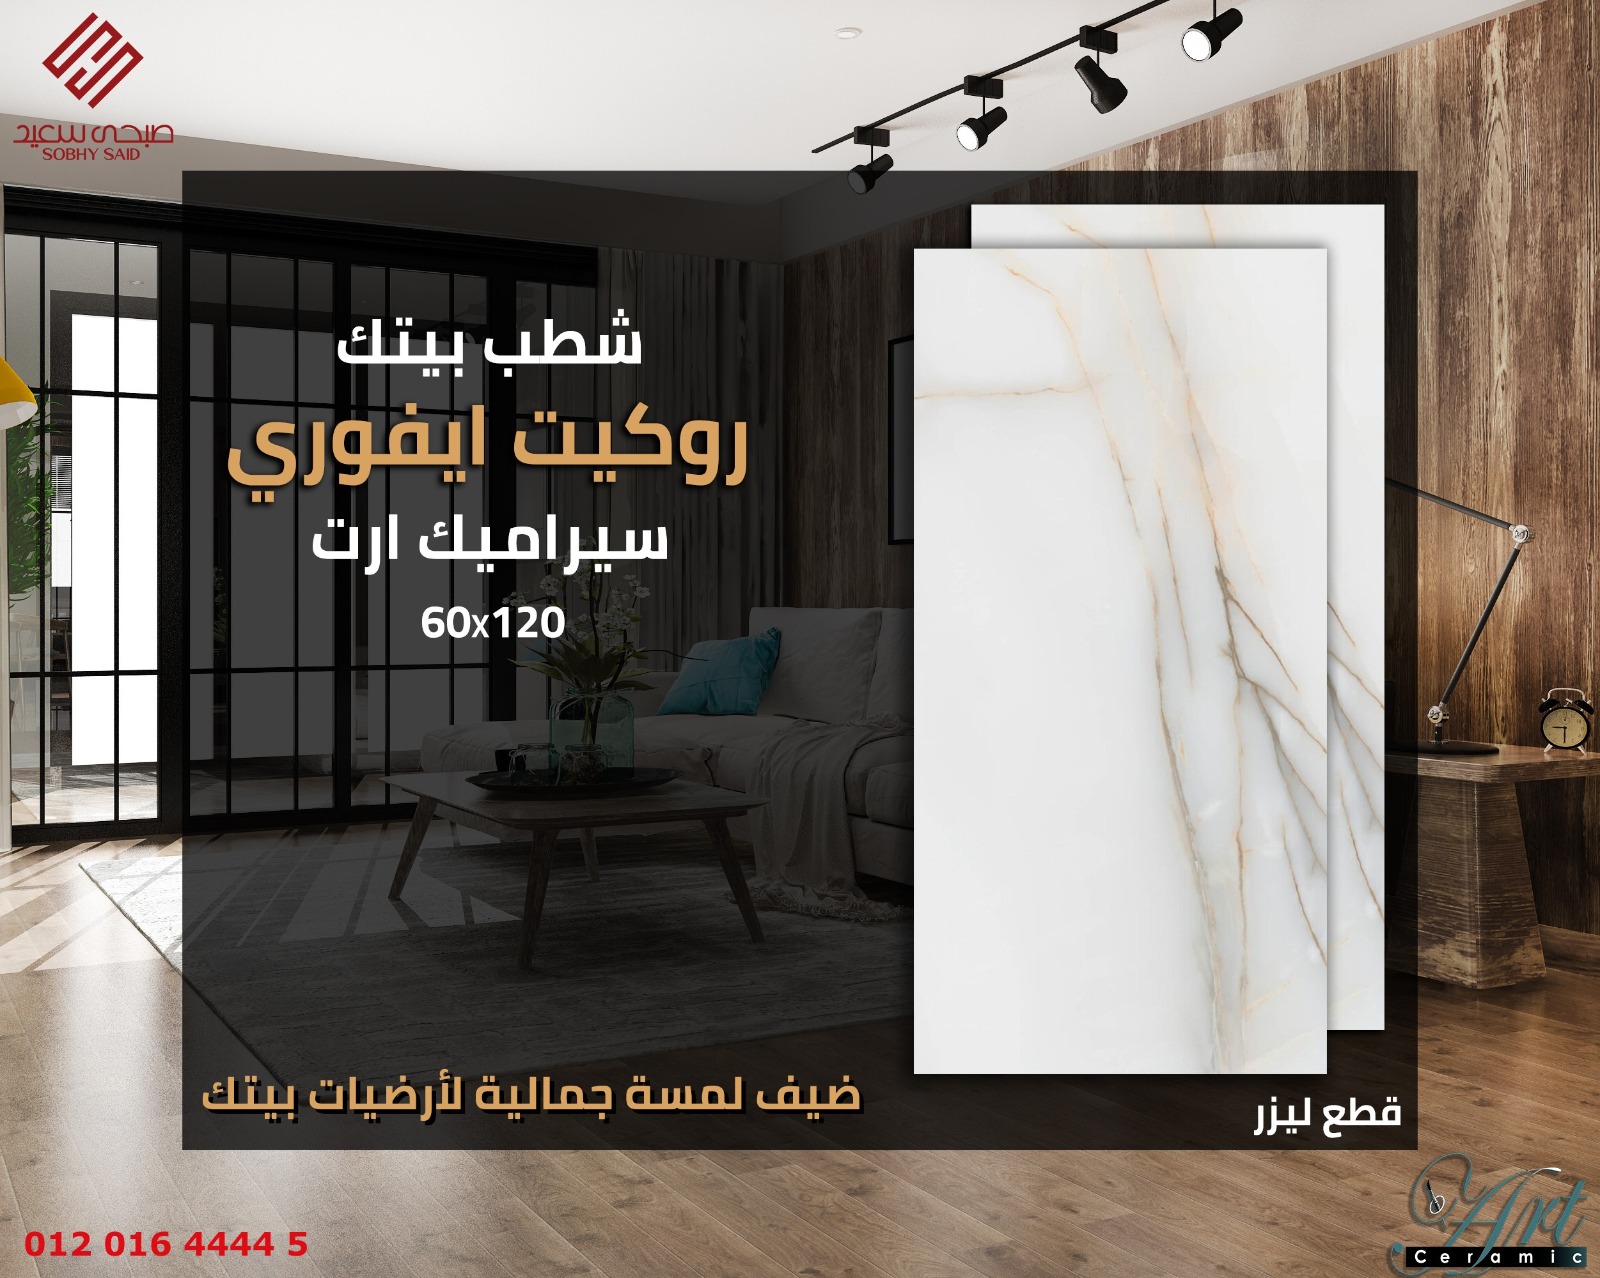 صبحى سعيد
SOBHY SAID
شطب بيتك
روكيت ايفوري
سيراميك ارت
60x120
ضيف لمسة جمالية لأرضيات بيتك
قطع ليزر
012 016 4444 5
Art
Ceramic